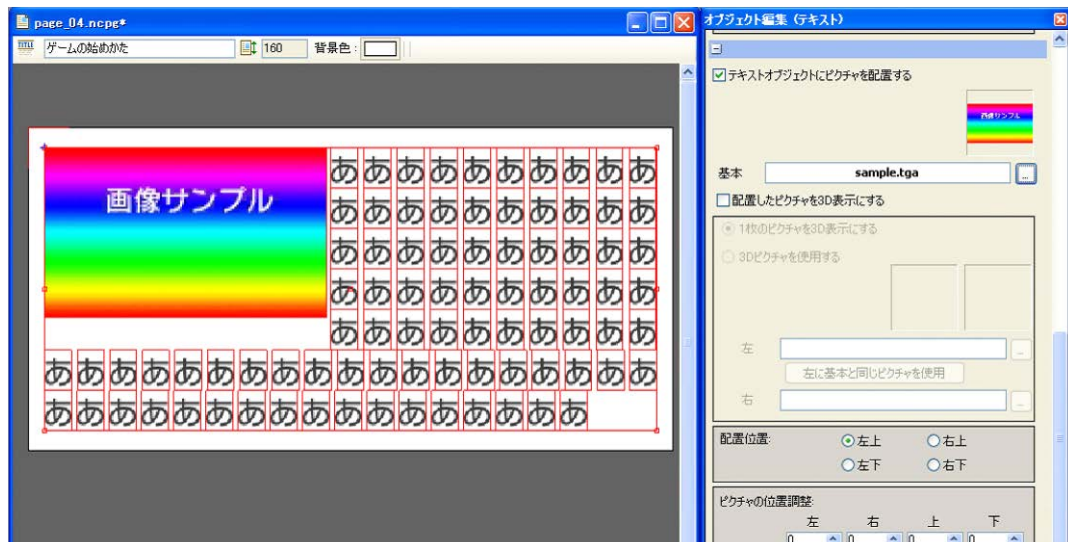 page_04.ncpg*
TITLE ゲームの始めかた 160 背景色:
画像サンプル
ああああああああああ
ああああああああああ
ああああああああああ
ああああああああああ
ああああああああああ
あああああああああああああああああああ
あああああああああああああああああ
オブジェクト編集 (テキスト)
テキストオブジェクトにピクチャを配置する
画像サンプル
基本 sample.tga ...
配置したピクチャを3D表示にする
1枚のピクチャを3D表示にする
3Dピクチャを使用する
左 ...
左に基本と同じピクチャを使用
右 ...
配置位置: 左上 右上
左下 右下
ピクチャの位置調整:
左 右 上 下
0 0 0 0